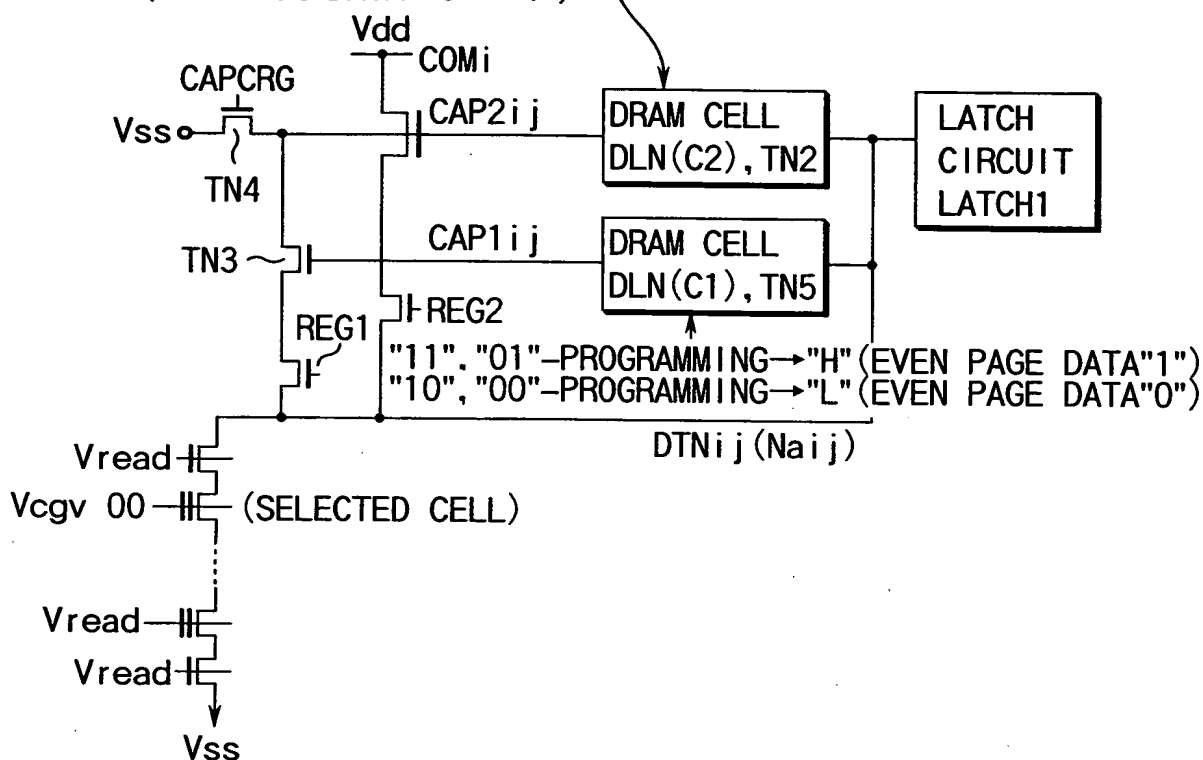 Vdd
COMi
CAPCRG
Vss
TN4
CAP2ij
DRAM CELL
DLN(C2), TN2
LATCH
CIRCUIT
LATCH1
TN3
CAP1ij
DRAM CELL
DLN(C1), TN5
REG1
REG2
"11", "01"-PROGRAMMING→"H"(EVEN PAGE DATA"1")
"10", "00"-PROGRAMMING→"L"(EVEN PAGE DATA"0")
DTNij(Naij)
Vread
Vcgv 00
(SELECTED CELL)
Vread
Vread
Vss